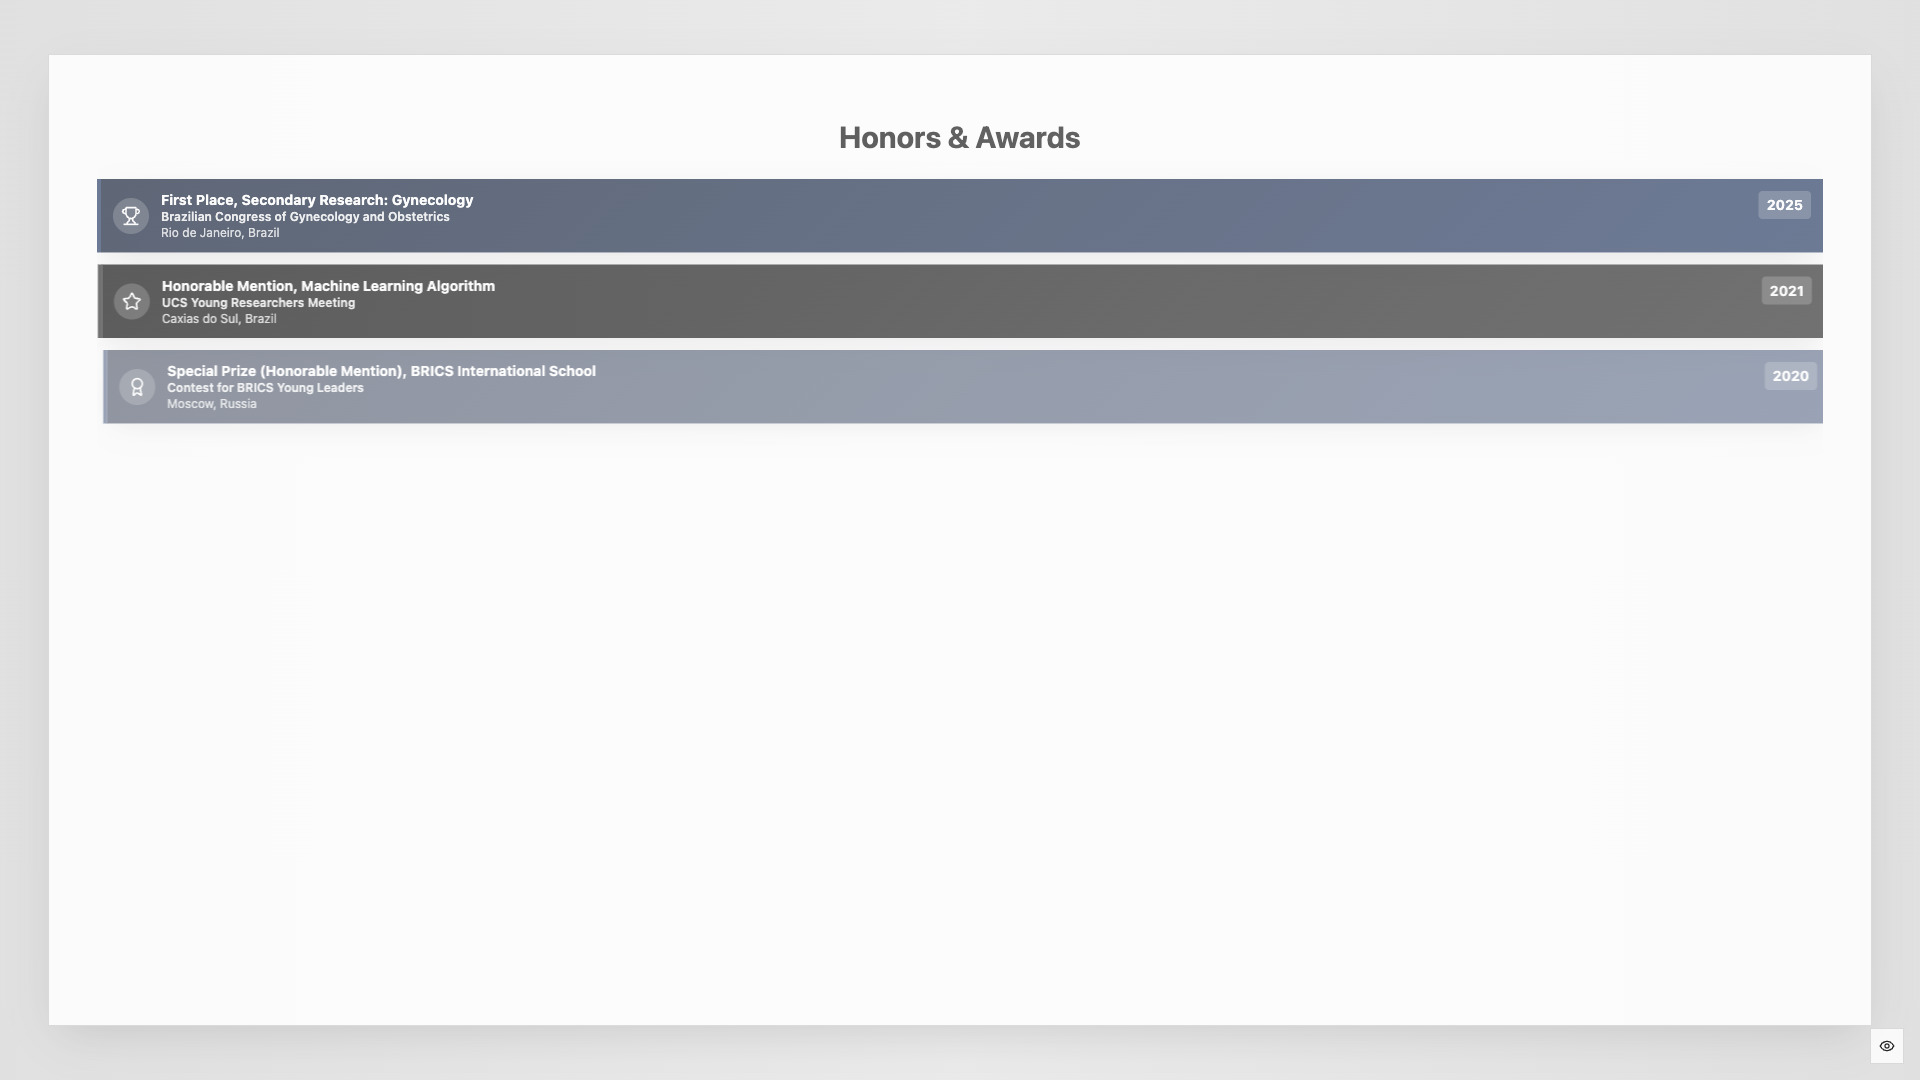 Honors & Awards
First Place, Secondary Research: Gynecology
Brazilian Congress of Gynecology and Obstetrics
Rio de Janeiro, Brazil
2025
Honorable Mention, Machine Learning Algorithm
UCS Young Researchers Meeting
Caxias do Sul, Brazil
2021
Special Prize (Honorable Mention), BRICS International School
Contest for BRICS Young Leaders
Moscow, Russia
2020